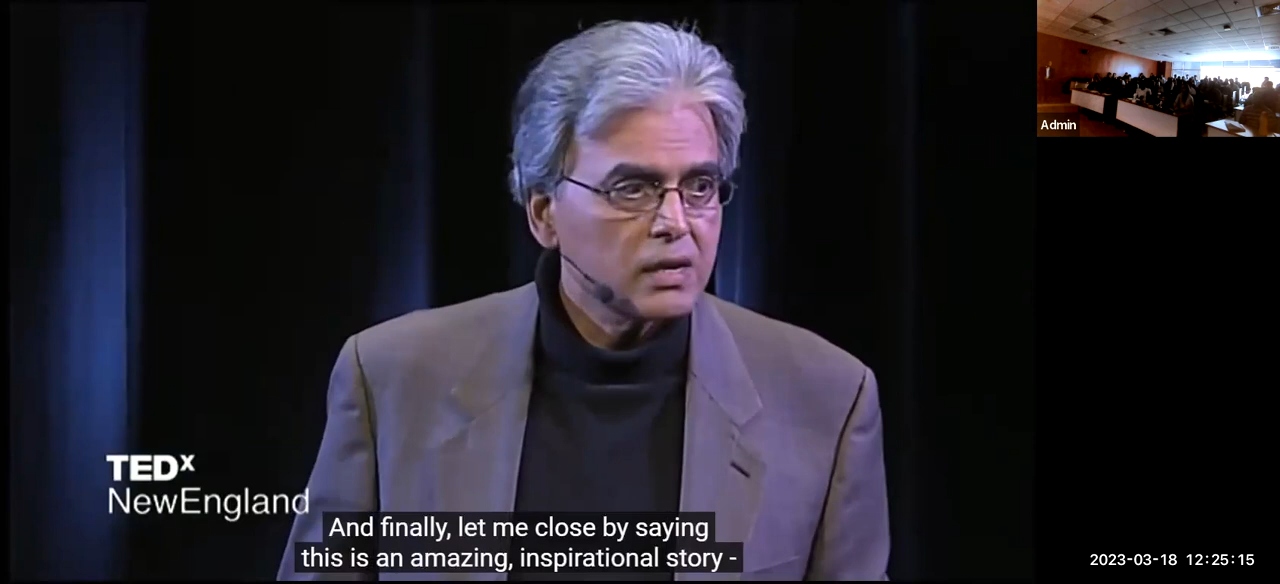 Admin
TEDx
NewEngland
And finally, let me close by saying
this is an amazing, inspirational story -
2023-03-18 12:25:15